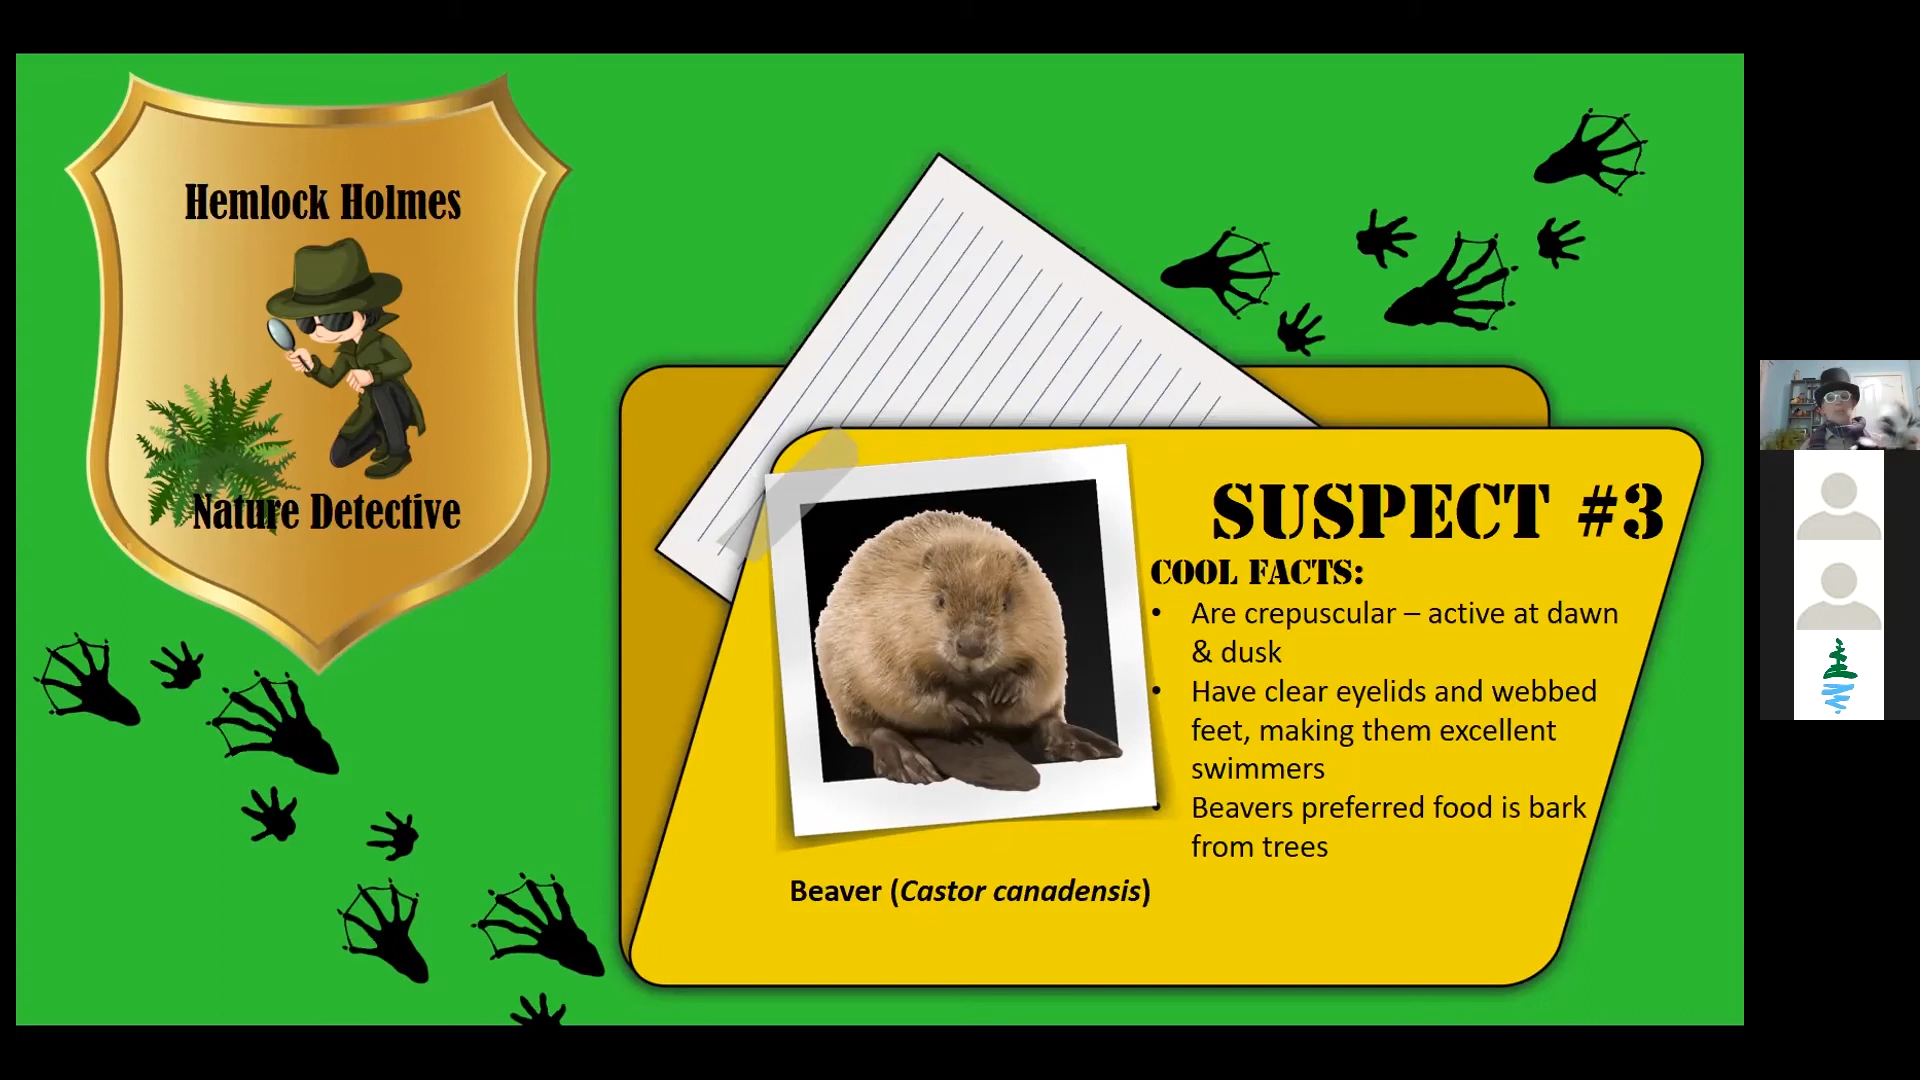 Hemlock Holmes
Nature Detective
SUSPECT #3
COOL FACTS:
• Are crepuscular – active at dawn
& dusk
• Have clear eyelids and webbed
feet, making them excellent
swimmers
• Beavers preferred food is bark
from trees
Beaver (Castor canadensis)